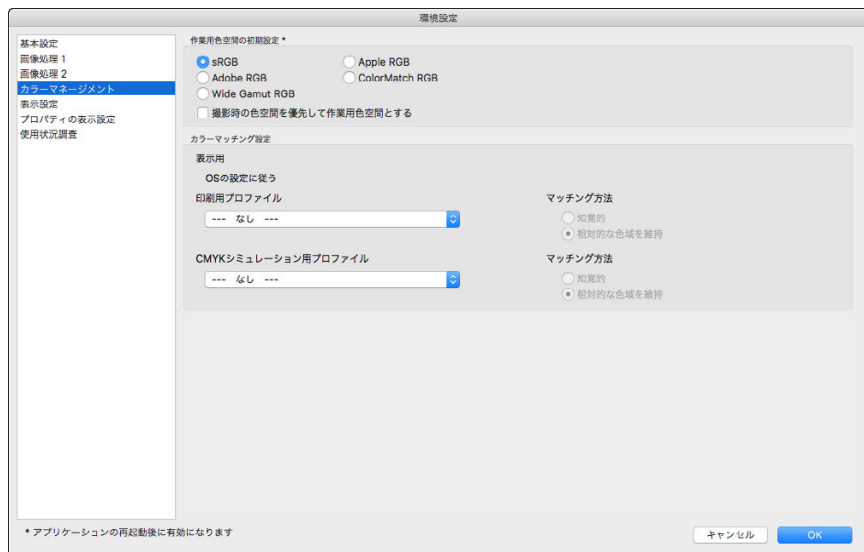 環境設定
基本設定
画像処理 1
画像処理 2
カラーマネージメント
表示設定
プロパティの表示設定
使用状況調査
作業用色空間の初期設定 *
sRGB
Apple RGB
Adobe RGB
ColorMatch RGB
Wide Gamut RGB
撮影時の色空間を優先して作業用色空間とする
カラーマッチング設定
表示用
OSの設定に従う
印刷用プロファイル
マッチング方法
--- なし ---
知覚的
相対的な色域を維持
CMYKシミュレーション用プロファイル
マッチング方法
--- なし ---
知覚的
相対的な色域を維持
* アプリケーションの再起動後に有効になります
キャンセル
OK